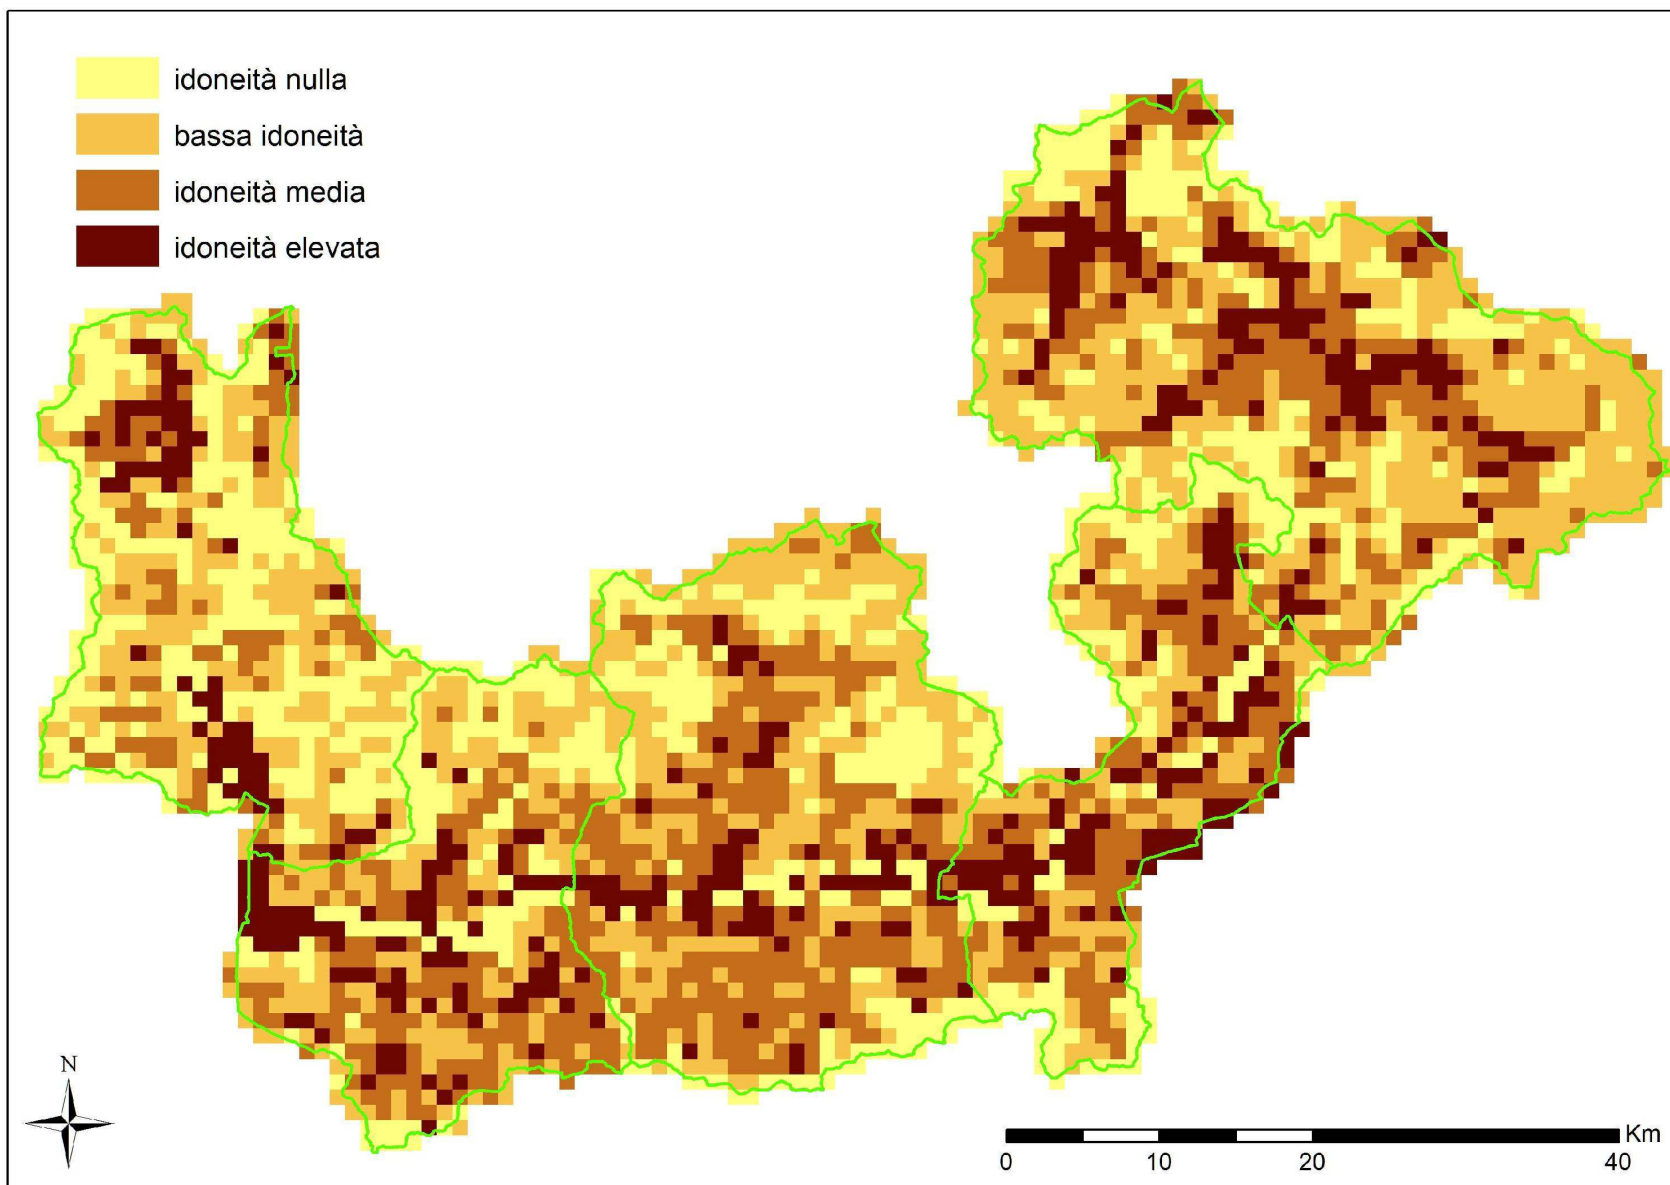 idoneità nulla
bassa idoneità
idoneità media
idoneità elevata
N
Km
0 10 20 40